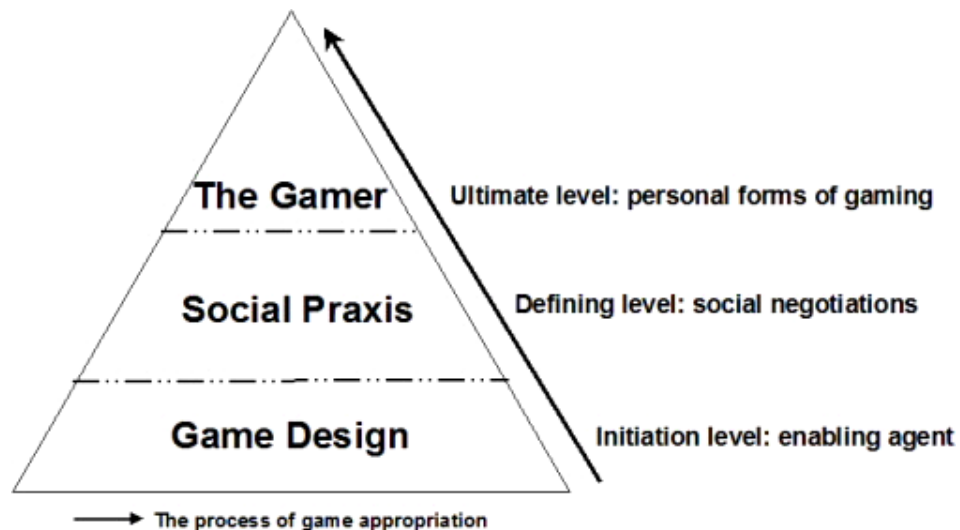 The Gamer
Ultimate level: personal forms of gaming
Social Praxis
Defining level: social negotiations
Game Design
Initiation level: enabling agent
The process of game appropriation